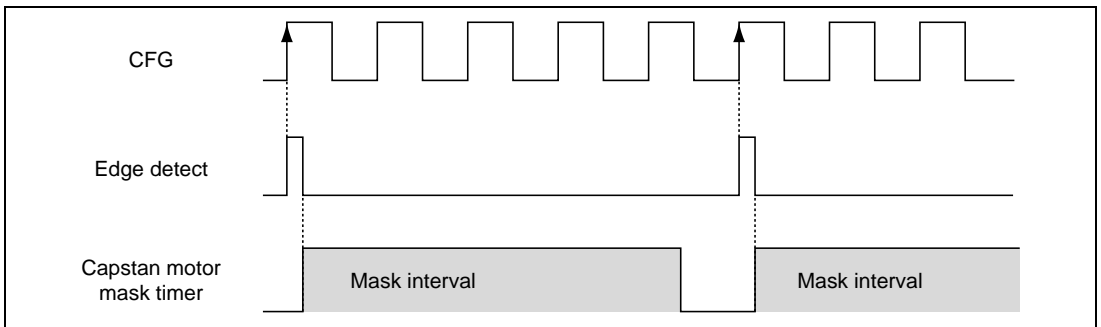 CFG
Edge detect
Capstan motor
mask timer
Mask interval
Mask interval